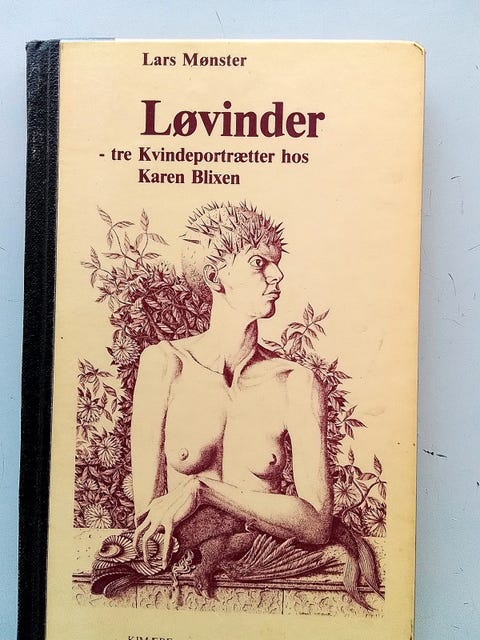 Lars Mønster
Løvinder
- tre Kvindeportrætter hos
Karen Blixen